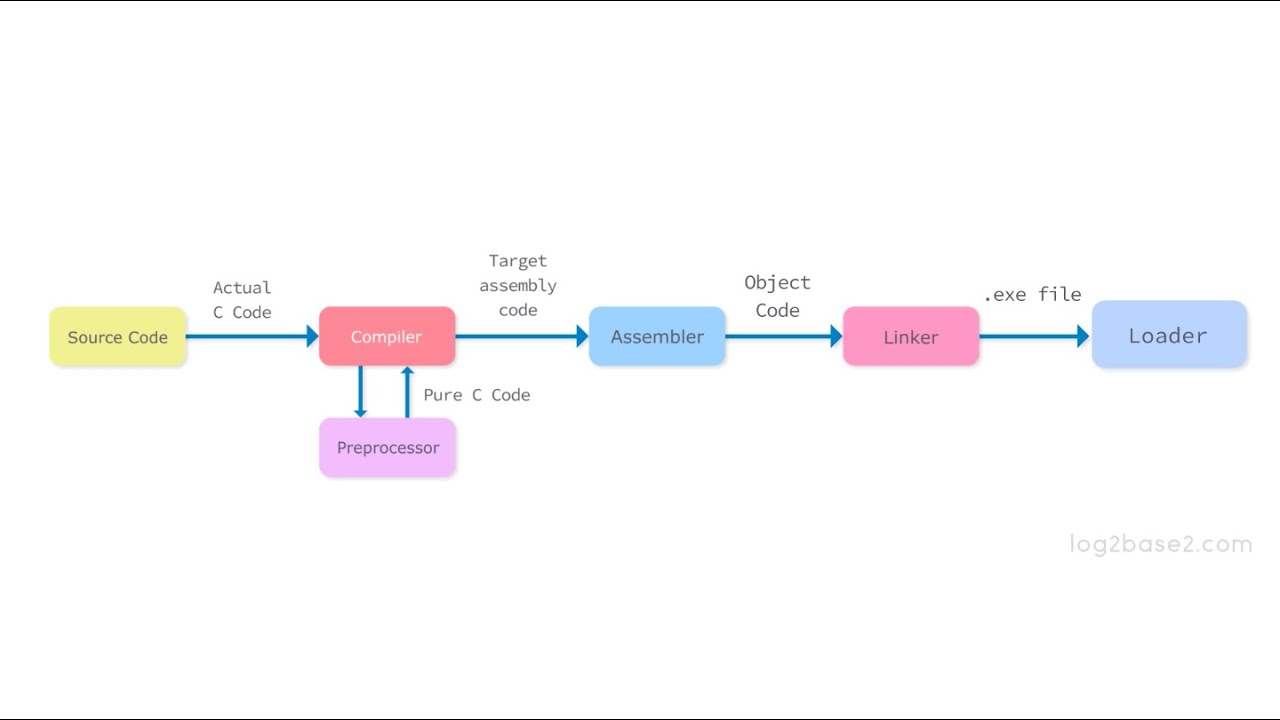 Source Code
Actual
C Code
Compiler
Pure C Code
Preprocessor
Target
assembly
code
Assembler
Object
Code
Linker
.exe file
Loader
log2base2.com